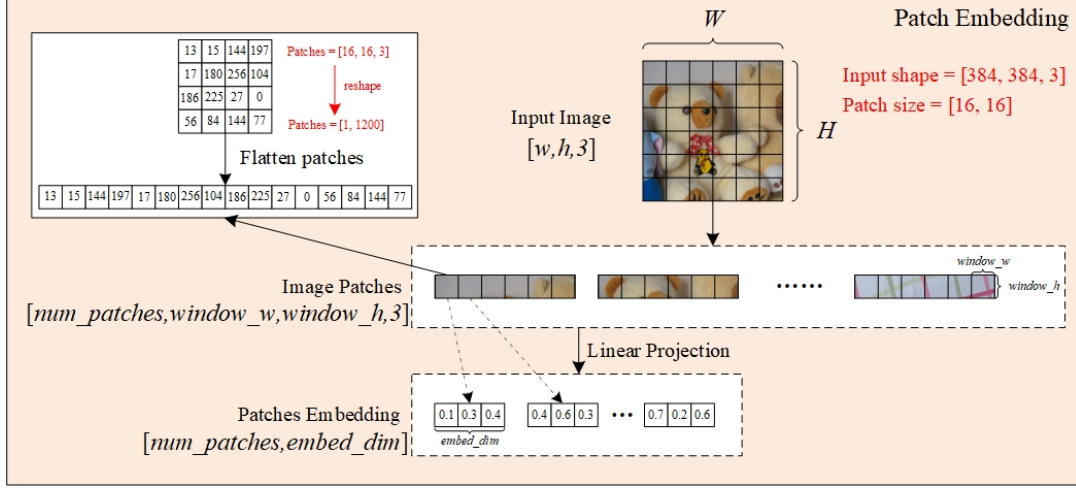 Patch Embedding
13 15 144 197
17 180 256 104
186 225 27 0
56 84 144 77
Patches = [16, 16, 3]
reshape
Patches = [1, 1200]
Flatten patches
13 15 144 197 17 180 256 104 186 225 27 0 56 84 144 77
W
H
Input Image
[w,h,3]
Input shape = [384, 384, 3]
Patch size = [16, 16]
Image Patches
[num_patches,window_w,window_h,3]
......
window_w
window_h
Linear Projection
Patches Embedding
[num_patches,embed_dim]
0.1 0.3 0.4
0.4 0.6 0.3
...
0.7 0.2 0.6
embed_dim